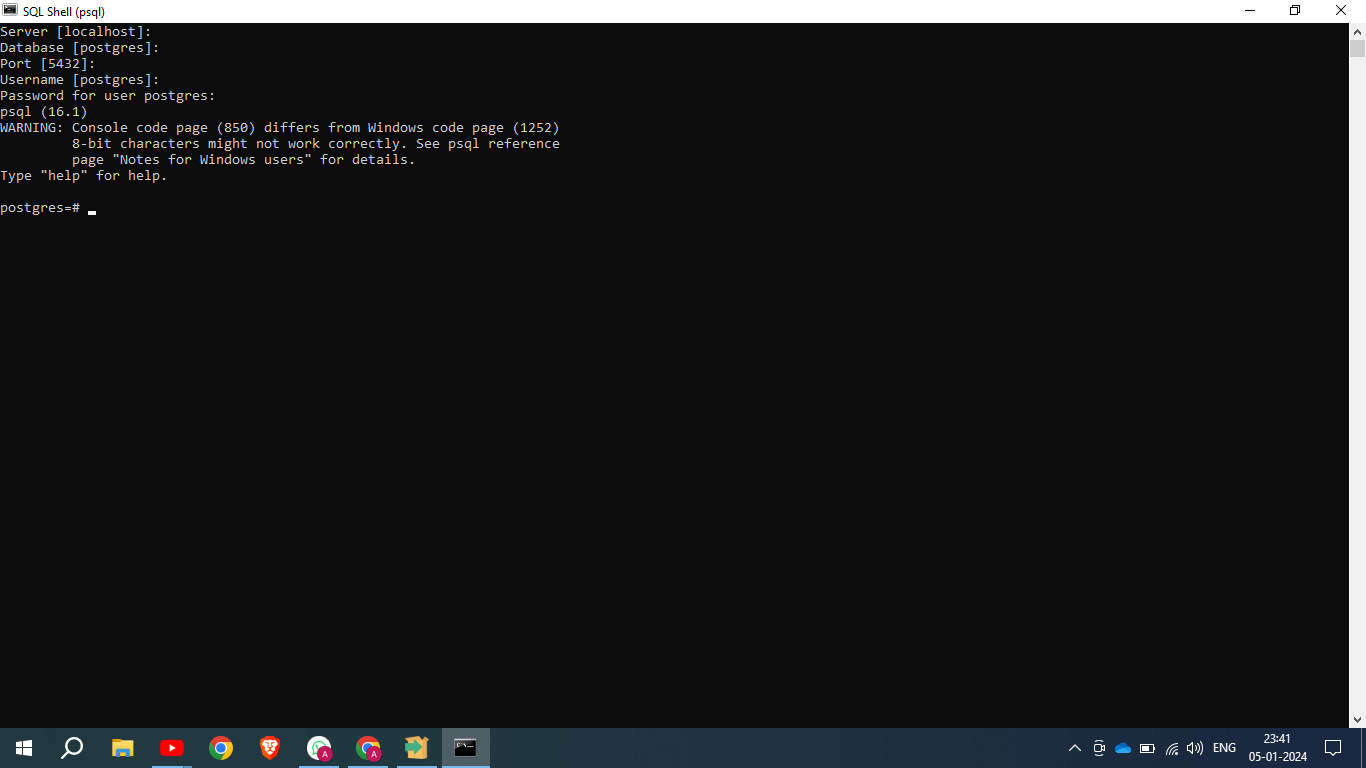 SQL Shell (psql)
Server [localhost]:
Database [postgres]:
Port [5432]:
Username [postgres]:
Password for user postgres:
psql (16.1)
WARNING: Console code page (850) differs from Windows code page (1252)
         8-bit characters might not work correctly. See psql reference
         page "Notes for Windows users" for details.
Type "help" for help.

postgres=#
A
A
ENG
23:41
05-01-2024